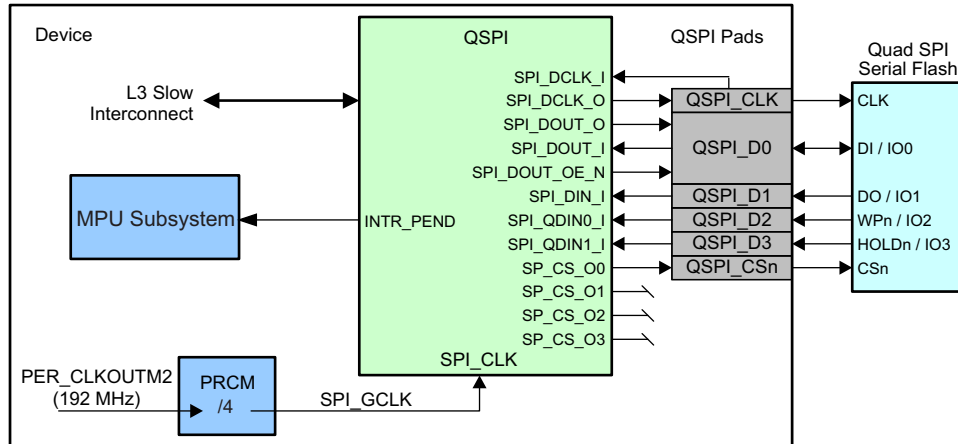 Device
QSPI
QSPI Pads
Quad SPI
Serial Flash
L3 Slow
Interconnect
SPI_DCLK_I
SPI_DCLK_O
QSPI_CLK
CLK
SPI_DOUT_O
SPI_DOUT_I
QSPI_D0
DI / IO0
SPI_DOUT_OE_N
SPI_DIN_I
QSPI_D1
DO / IO1
MPU Subsystem
INTR_PEND
SPI_QDIN0_I
QSPI_D2
WPn / IO2
SPI_QDIN1_I
QSPI_D3
HOLDn / IO3
SP_CS_O0
QSPI_CSn
CSn
SP_CS_O1
SP_CS_O2
SP_CS_O3
SPI_CLK
PER_CLKOUTM2
(192 MHz)
PRCM
/4
SPI_GCLK